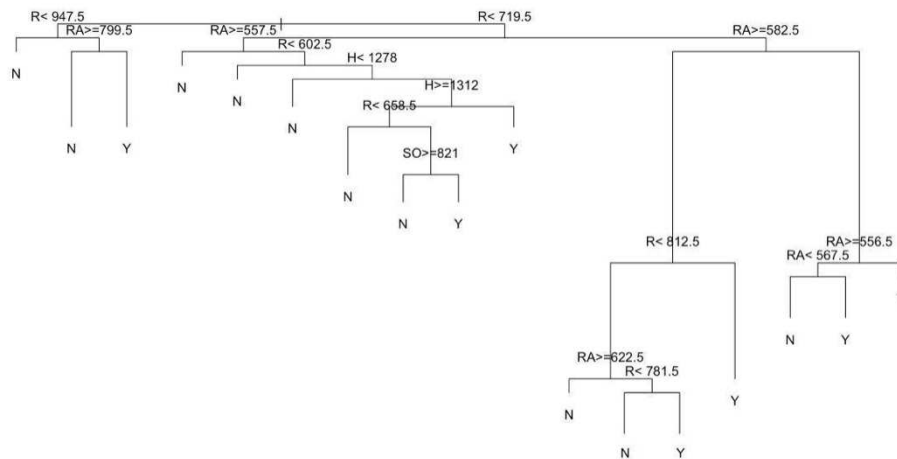 R< 947.5 R< 719.5
RA>=799.5 RA>=557.5 RA>=582.5
R< 602.5
H< 1278
N N
N H>=1312
R< 658.5
N
N Y Y
SO>=821
N
N Y
R< 812.5 RA>=556.5
RA< 567.5
N Y
RA>=622.5
R< 781.5
Y
N
N Y